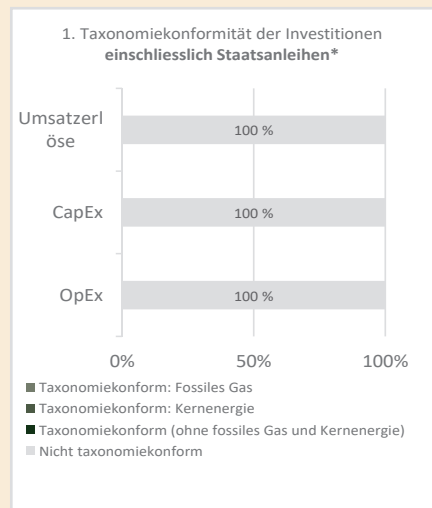 1. Taxonomiekonformität der Investitionen
einschliesslich Staatsanleihen*
Umsatzerl
öse
100 %
CapEx
100 %
OpEx
100 %
0%
50%
100%
Taxonomiekonform: Fossiles Gas
Taxonomiekonform: Kernenergie
Taxonomiekonform (ohne fossiles Gas und Kernenergie)
Nicht taxonomiekonform